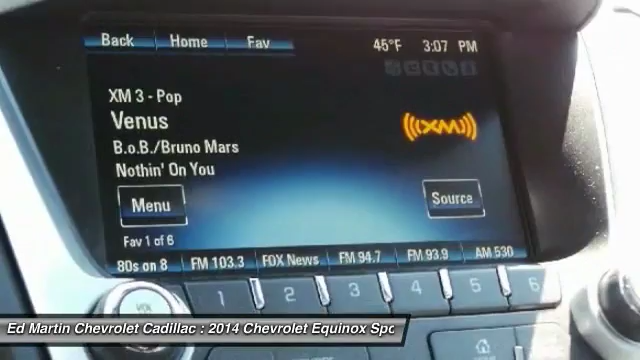 Back Home Fav 45°F 3:07 PM
XM 3 - Pop
Venus
((XM))
B.o.B./Bruno Mars
Nothin' On You
Menu Source
Fav 1 of 6
80s on 8 FM 103.3 FOX News FM 94.7 FM 93.9 AM 530
1 2 3 4 5 6
VOL
Ed Martin Chevrolet Cadillac : 2014 Chevrolet Equinox Spo